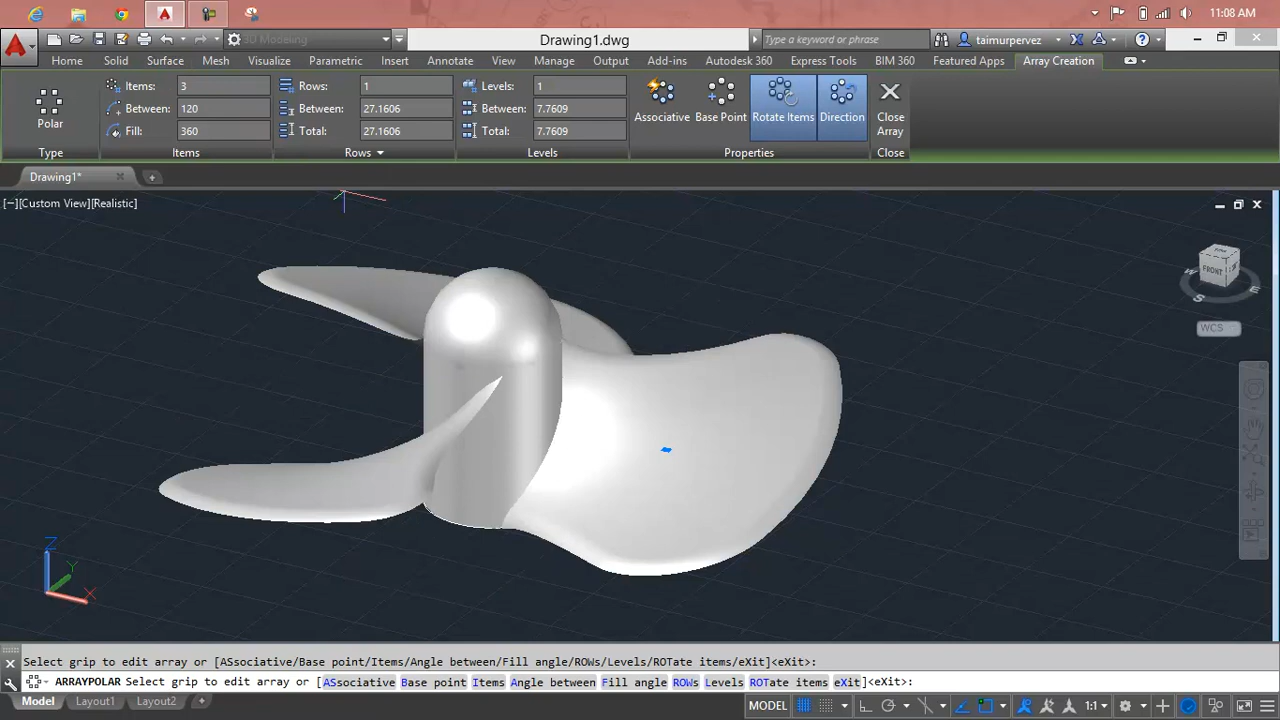 11:08 AM
3D Modeling
Drawing1.dwg
Type a keyword or phrase
taimurpervez
Home Solid Surface Mesh Visualize Parametric Insert Annotate View Manage Output Add-ins Autodesk 360 Express Tools BIM 360 Featured Apps Array Creation
Items: 3 Rows: 1 Levels: 1
Between: 120 Between: 27.1606 Between: 7.7609
Fill: 360 Total: 27.1606 Total: 7.7609
Polar
Associative Base Point Rotate Items Direction Close
Array
Type Items Rows Levels Properties Close
Drawing1*
[−][Custom View][Realistic]
TOP
FRONT
W
S
E
WCS
Z
Y
X
Select grip to edit array or [ASsociative/Base point/Items/Angle between/Fill angle/ROWs/Levels/ROTate items/eXit]<eXit>:
ARRAYPOLAR Select grip to edit array or [ASsociative Base point Items Angle between Fill angle ROWs Levels ROTate items eXit]<eXit>:
Model Layout1 Layout2 + MODEL 1:1